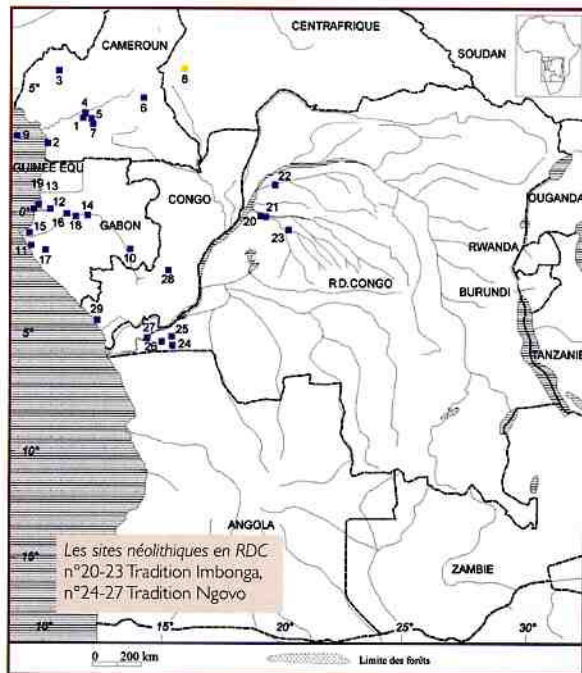 CENTRAFRIQUE
CAMEROUN
SOUDAN
5°
3
8
6
4
1
5
7
9
2
GUINÉE ÉQU
CONGO
OUGANDA
19
13
22
0°
12
14
20
21
15
16
18
GABON
23
RWANDA
11
17
10
R.D.CONGO
BURUNDI
28
29
5°
27
25
26
24
TANZANIE
10°
ANGOLA
15°
ZAMBIE
Les sites néolithiques en RDC
n°20-23 Tradition Imbonga,
n°24-27 Tradition Ngovo
10°
15°
20°
25°
30°
0
200 km
Limite des forêts